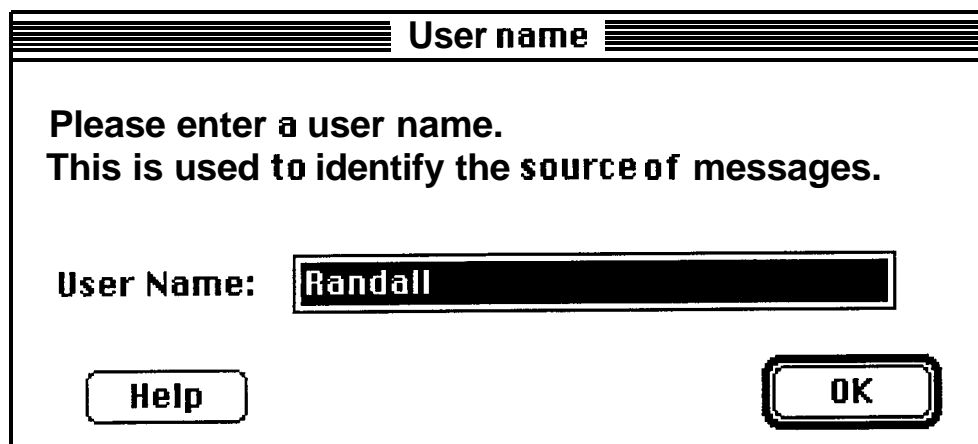 User name
Please enter a user name.
This is used to identify the source of messages.
User Name: Randall
Help OK